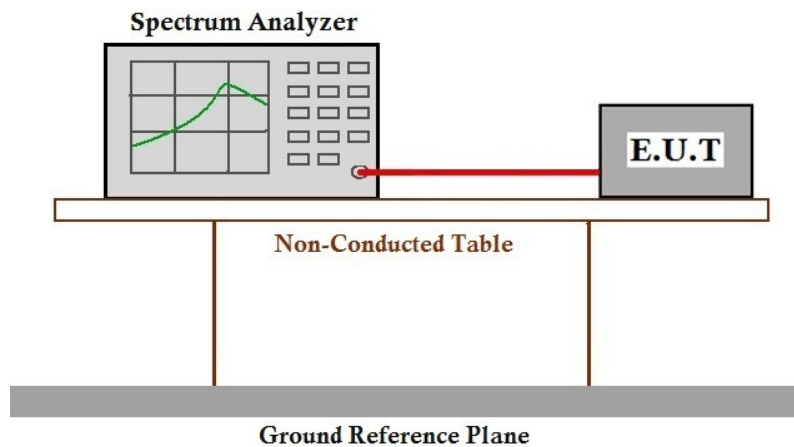 Spectrum Analyzer
E.U.T
Non-Conducted Table
Ground Reference Plane